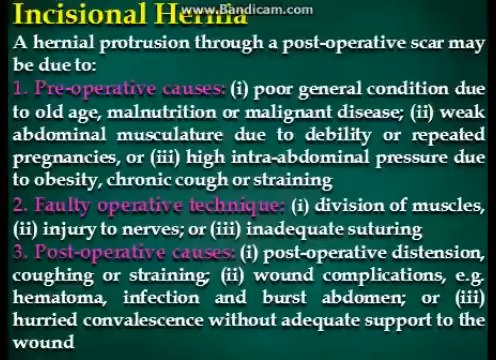 www.Bandicam.com
Incisional Hernia
A hernial protrusion through a post-operative scar may
be due to:
1. Pre-operative causes: (i) poor general condition due
to old age, malnutrition or malignant disease; (ii) weak
abdominal musculature due to debility or repeated
pregnancies, or (iii) high intra-abdominal pressure due
to obesity, chronic cough or straining
2. Faulty operative technique: (i) division of muscles,
(ii) injury to nerves; or (iii) inadequate suturing
3. Post-operative causes: (i) post-operative distension,
coughing or straining; (ii) wound complications, e.g.
hematoma, infection and burst abdomen; or (iii)
hurried convalescence without adequate support to the
wound